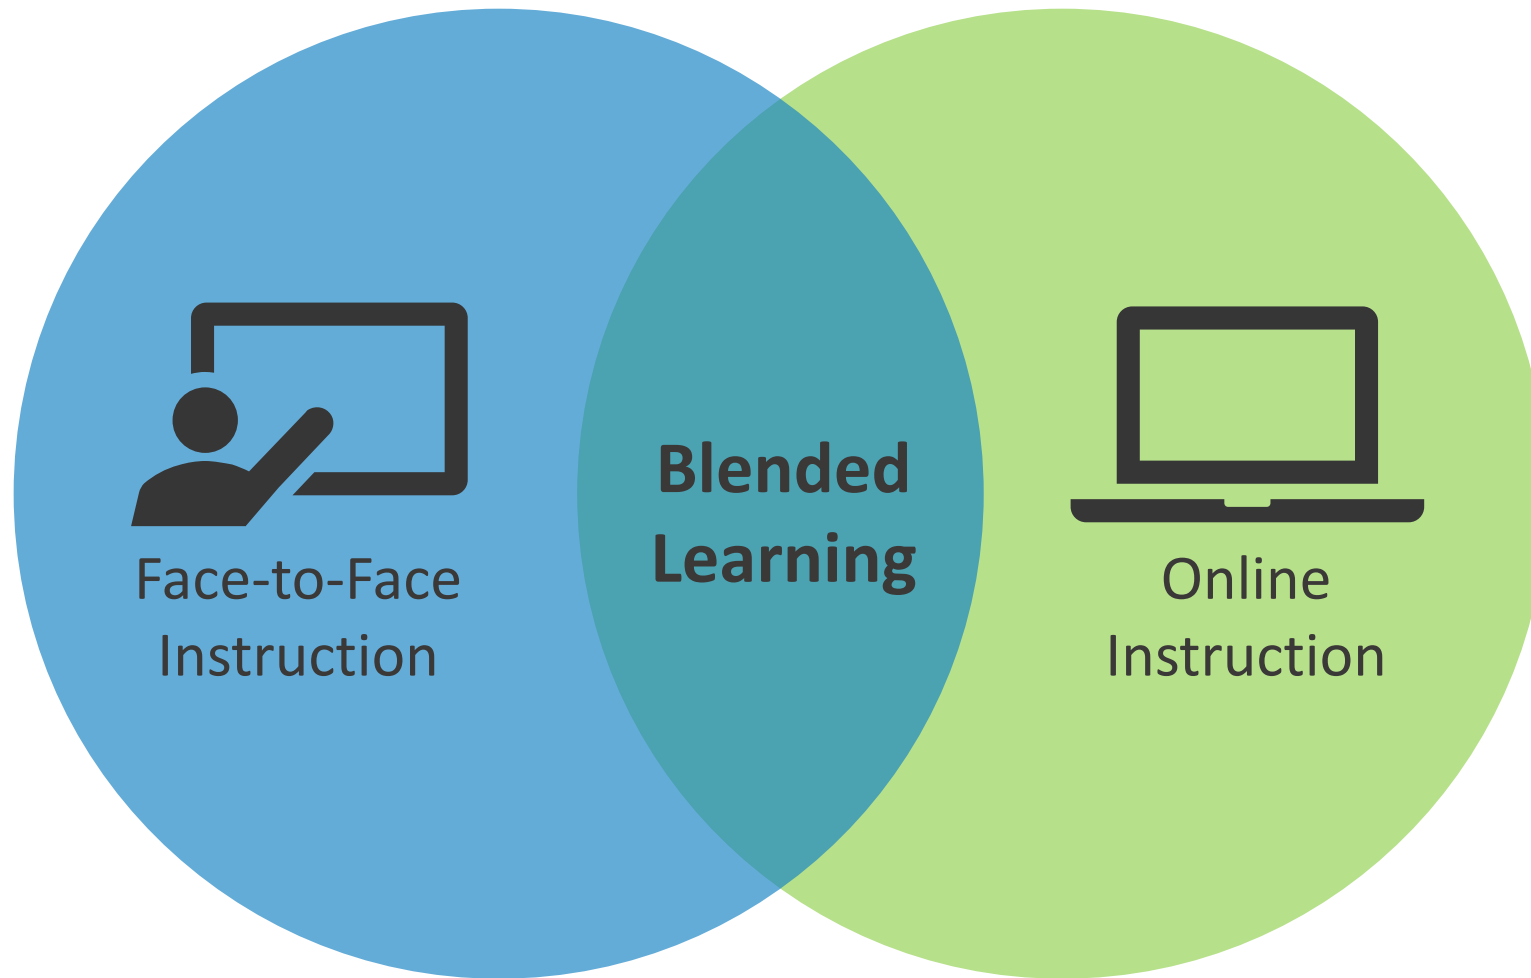 Face-to-Face
Instruction
Blended
Learning
Online
Instruction